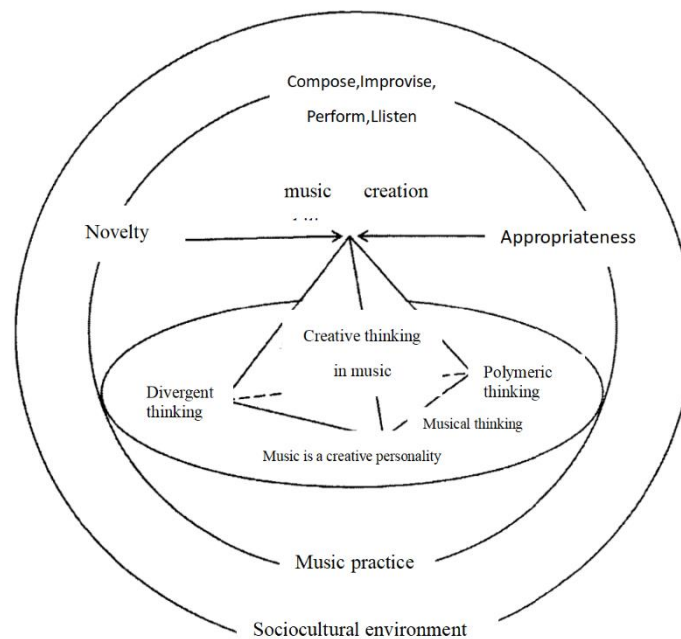 Compose,Improvise,
Perform,Llisten
music creation
Novelty
Appropriateness
Creative thinking
in music
Divergent
thinking
Polymeric
thinking
Musical thinking
Music is a creative personality
Music practice
Sociocultural environment